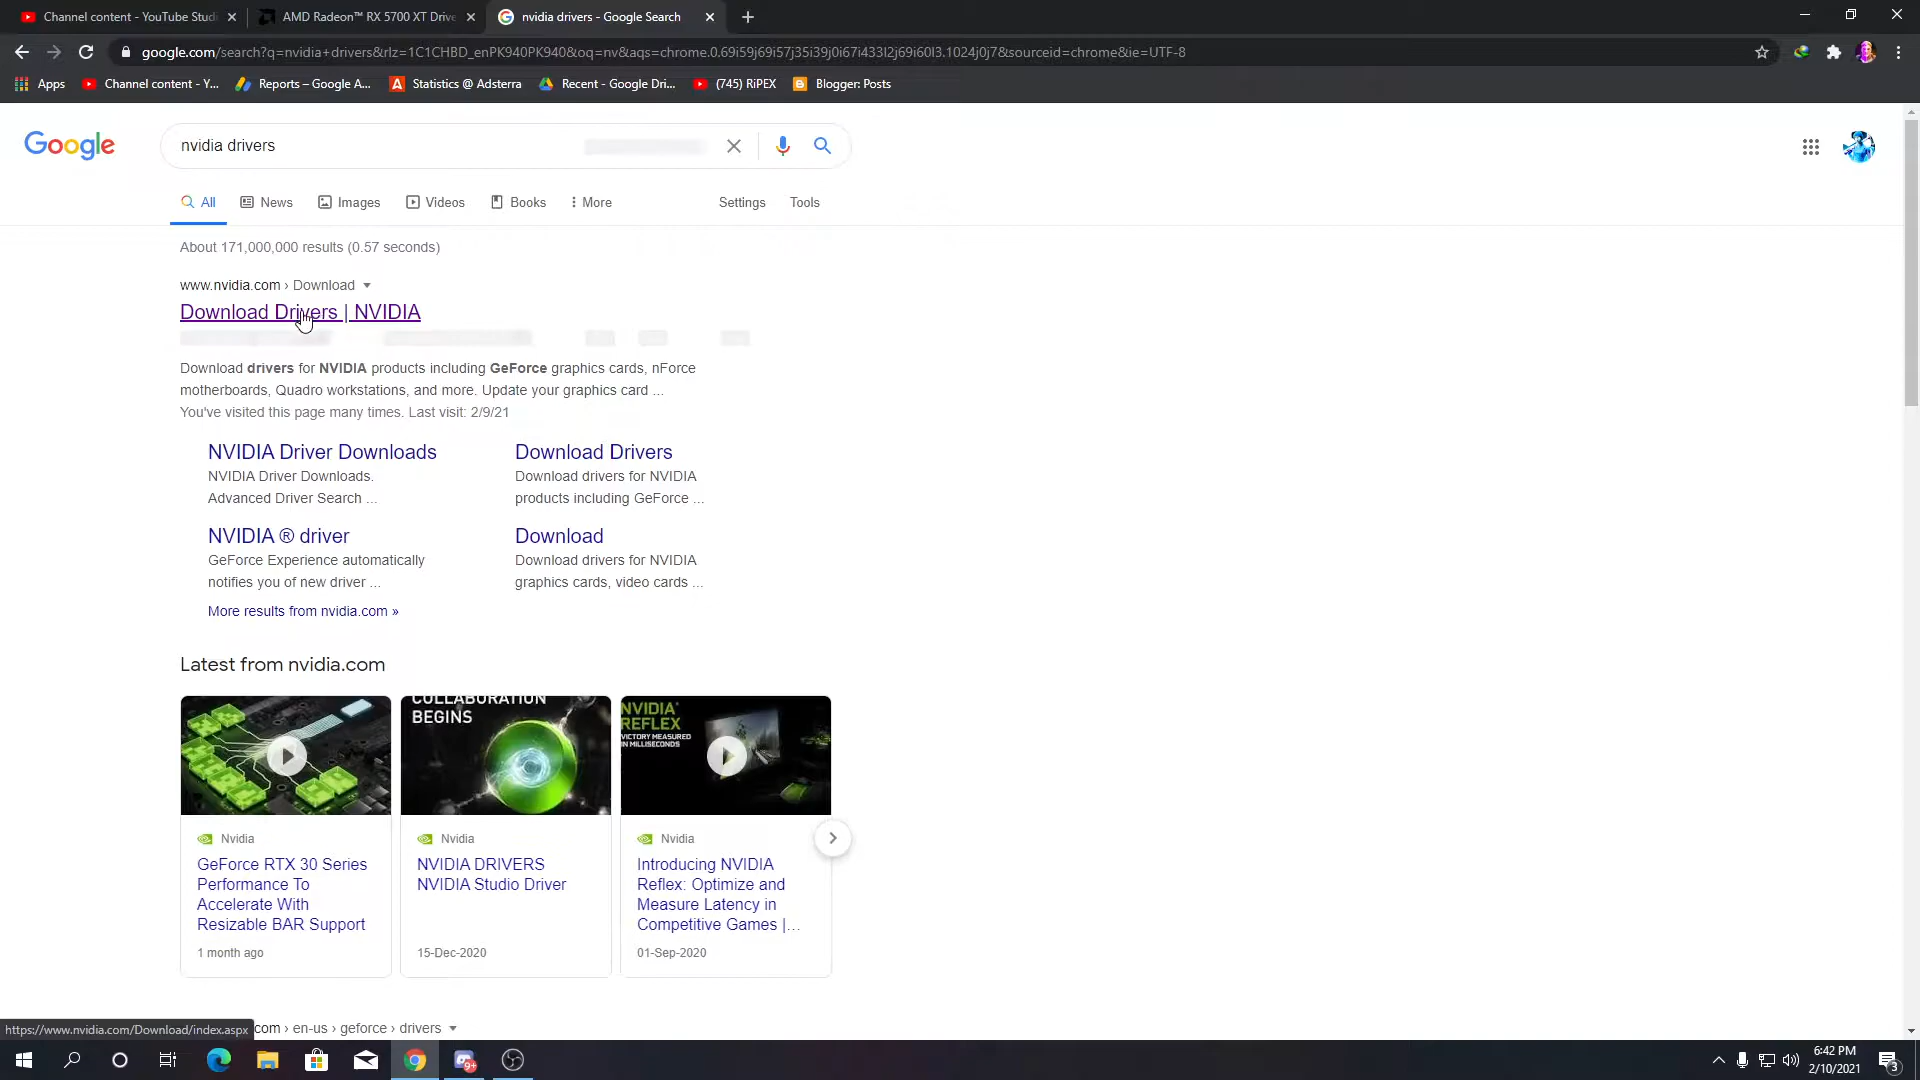 Channel content - YouTube Studi
AMD Radeon™ RX 5700 XT Drive
nvidia drivers - Google Search
google.com/search?q=nvidia+drivers&rlz=1C1CHBD_enPK940PK940&oq=nv&aqs=chrome.0.69i59j69i57j35i39j0i67i433l2j69i60l3.1024j0j7&sourceid=chrome&ie=UTF-8
Apps
Channel content - Y...
Reports – Google A...
Statistics @ Adsterra
Recent - Google Dri...
(745) RiPEX
Blogger: Posts
Google
nvidia drivers
All
News
Images
Videos
Books
More
Settings
Tools
About 171,000,000 results (0.57 seconds)
www.nvidia.com › Download
Download Drivers | NVIDIA
Download drivers for NVIDIA products including GeForce graphics cards, nForce
motherboards, Quadro workstations, and more. Update your graphics card ...
You've visited this page many times. Last visit: 2/9/21
NVIDIA Driver Downloads
NVIDIA Driver Downloads.
Advanced Driver Search ...
Download Drivers
Download drivers for NVIDIA
products including GeForce ...
NVIDIA ® driver
GeForce Experience automatically
notifies you of new driver ...
Download
Download drivers for NVIDIA
graphics cards, video cards ...
More results from nvidia.com »
Latest from nvidia.com
Nvidia
GeForce RTX 30 Series
Performance To
Accelerate With
Resizable BAR Support
1 month ago
COLLABORATION
BEGINS
Nvidia
NVIDIA DRIVERS
NVIDIA Studio Driver
15-Dec-2020
NVIDIA
REFLEX
VICTORY MEASURED
IN MILLISECONDS
Nvidia
Introducing NVIDIA
Reflex: Optimize and
Measure Latency in
Competitive Games |...
01-Sep-2020
https://www.nvidia.com/Download/index.aspx
com › en-us › geforce › drivers
9+
6:42 PM
2/10/2021
3